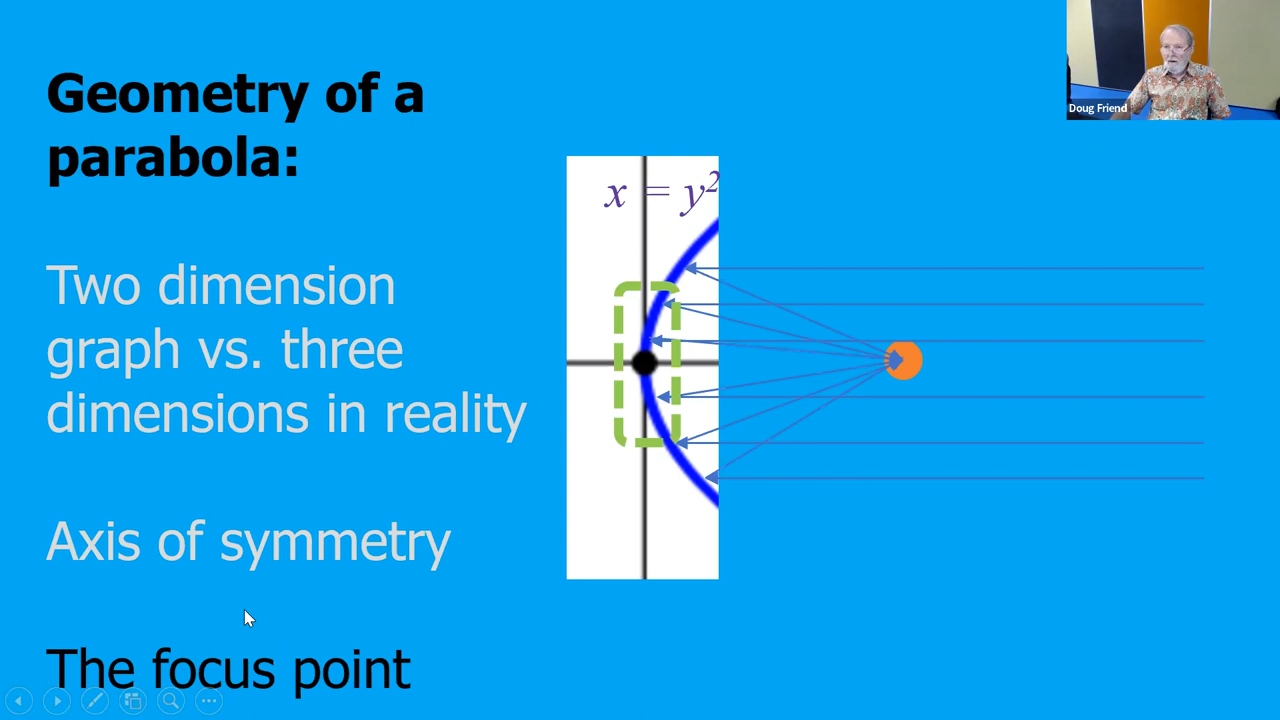 Doug Friend
Geometry of a
parabola:
x = y²
Two dimension
graph vs. three
dimensions in reality
Axis of symmetry
The focus point